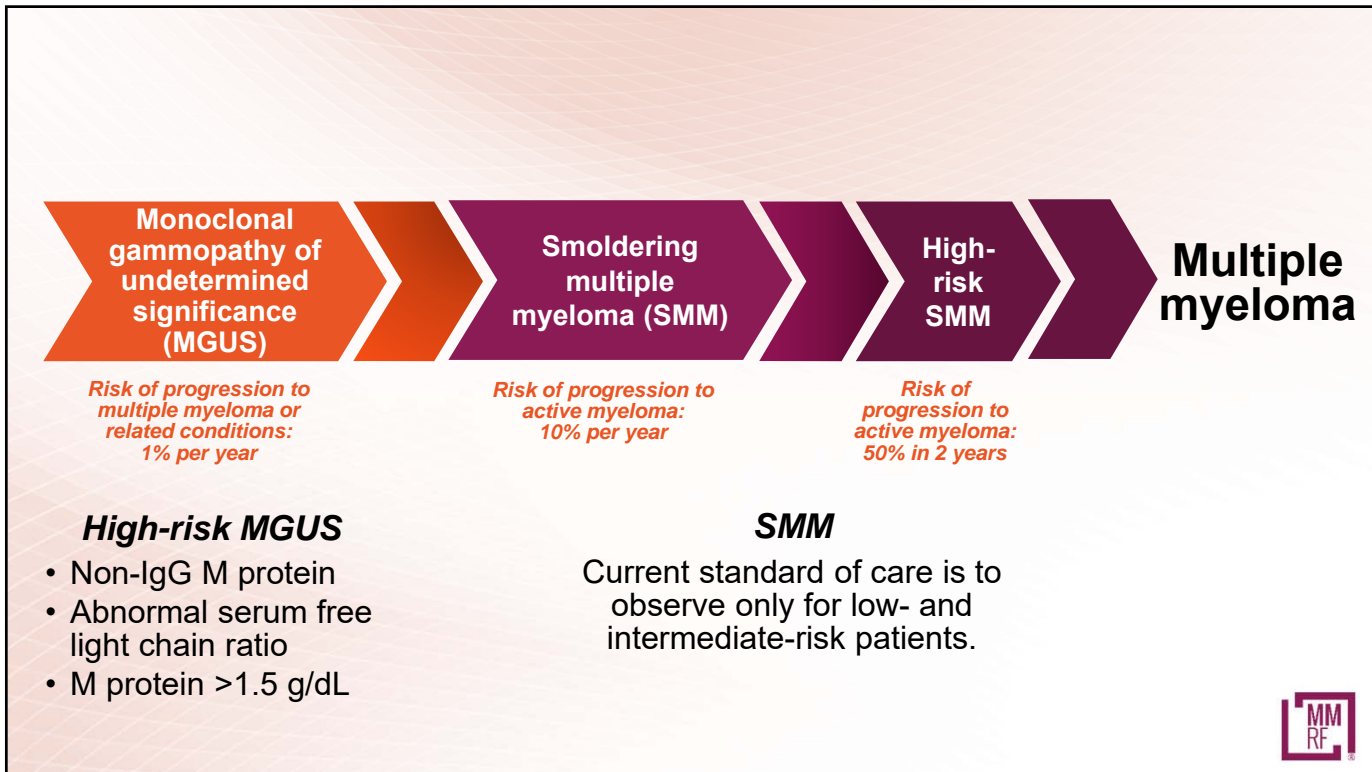 Monoclonal
gammopathy of
undetermined
significance
(MGUS)
Smoldering
multiple
myeloma (SMM)
High-
risk
SMM
Multiple
myeloma
Risk of progression to
multiple myeloma or
related conditions:
1% per year
Risk of progression to
active myeloma:
10% per year
Risk of
progression to
active myeloma:
50% in 2 years
High-risk MGUS
• Non-IgG M protein
• Abnormal serum free
light chain ratio
• M protein >1.5 g/dL
SMM
Current standard of care is to
observe only for low- and
intermediate-risk patients.
MM
RF
®